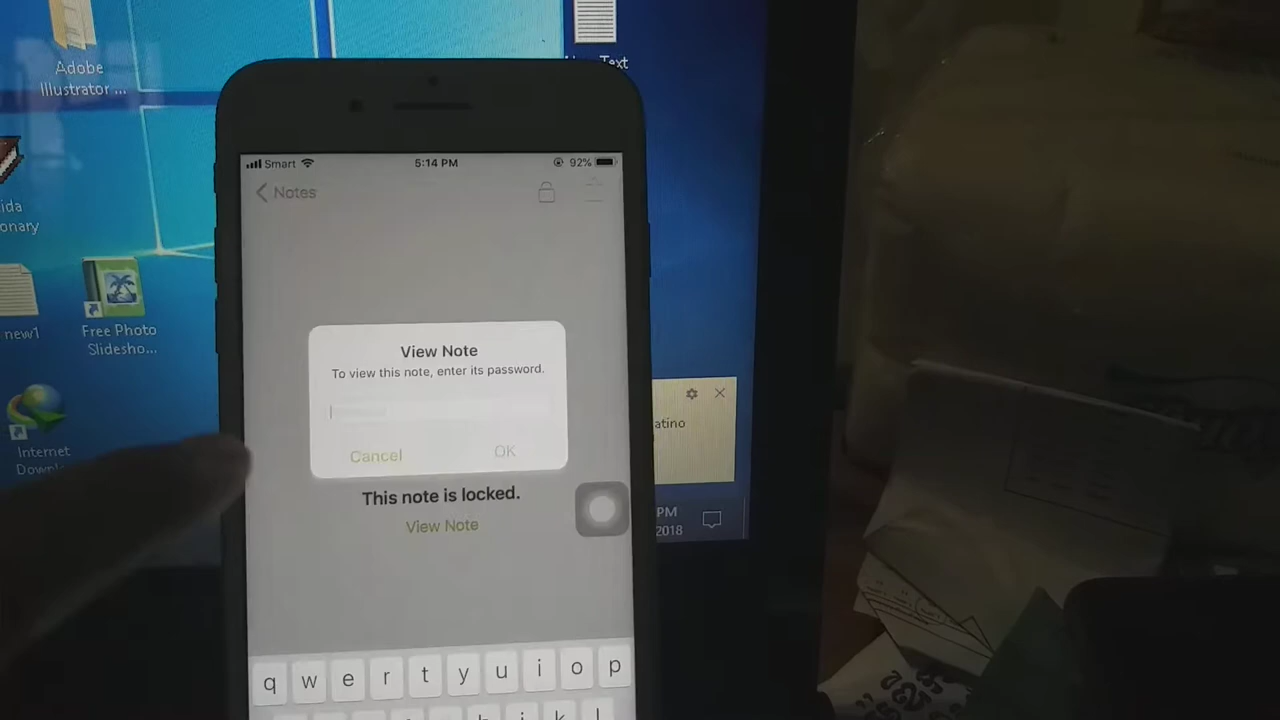 Adobe
Illustrator ...
Text
ida
onary
new1
Free Photo
Slidesho...
Internet
Downl
Smart
5:14 PM
92%
Notes
View Note
To view this note, enter its password.
Cancel
OK
This note is locked.
View Note
atino
PM
2018
q w e r t y u i o p